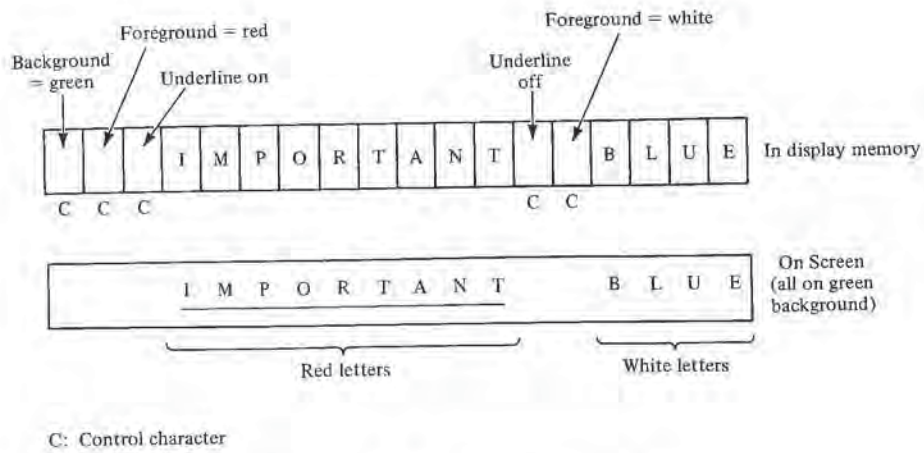 Foreground = white
Foreground = red
Background
= green
Underline on
Underline
off
I M P O R T A N T B L U E
In display memory
C C C C C
I M P O R T A N T B L U E
On Screen
(all on green
background)
Red letters
White letters
C: Control character